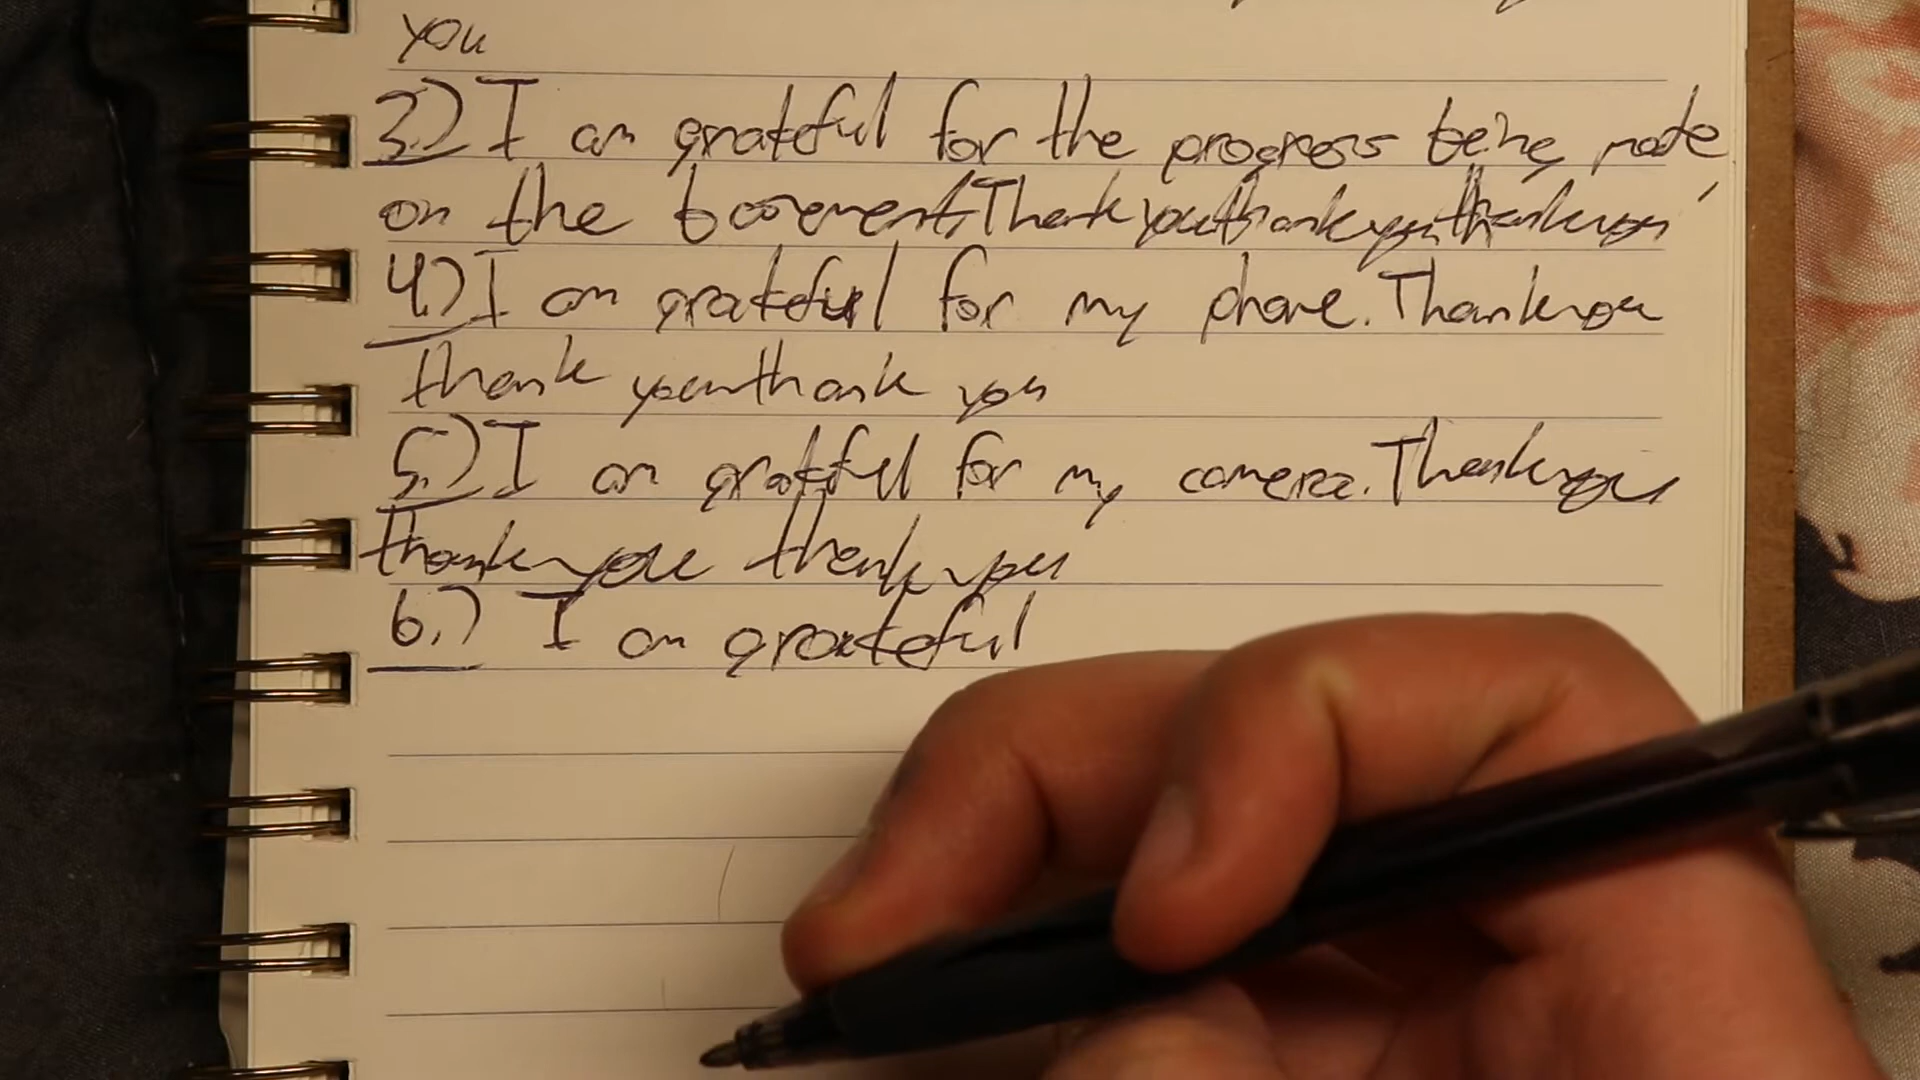 you
3.) I am grateful for the progress being made
on the basement. Thank you thank you thank you
4.) I am grateful for my phone. Thank you
thank you thank you
5.) I am grateful for my camera. Thank you
thank you thank you
6.) I am grateful